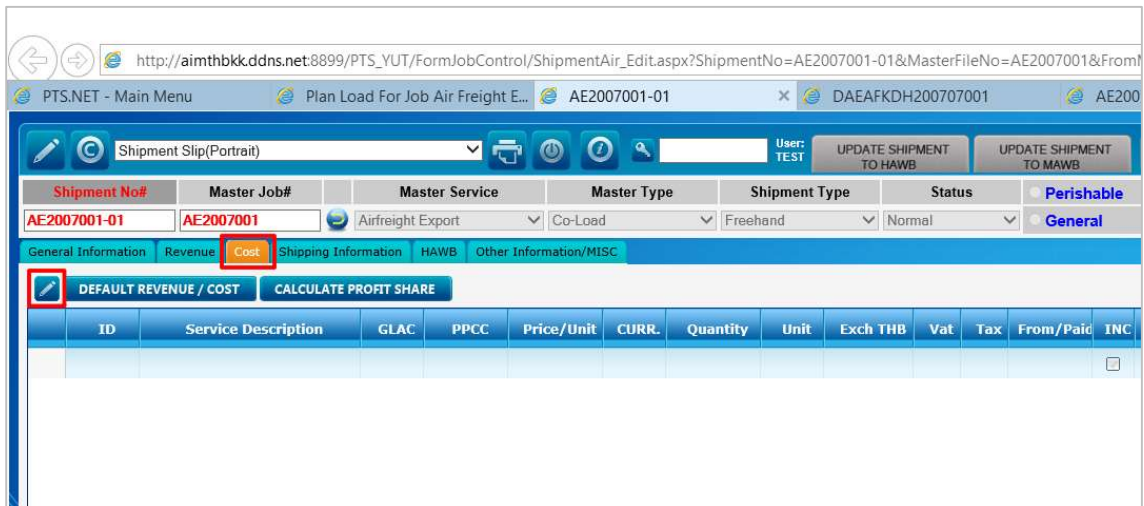 http://aimthbkk.ddns.net:8899/PTS_YUT/FormJobControl/ShipmentAir_Edit.aspx?ShipmentNo=AE2007001-01&MasterFileNo=AE2007001&From
PTS.NET - Main Menu Plan Load For Job Air Freight E... AE2007001-01 × DAEAFKDH200707001 AE200
Shipment Slip(Portrait) User: TEST UPDATE SHIPMENT TO HAWB UPDATE SHIPMENT TO MAWB
Shipment No# Master Job# Master Service Master Type Shipment Type Status Perishable
AE2007001-01 AE2007001 Airfreight Export Co-Load Freehand Normal General
General Information Revenue Cost Shipping Information HAWB Other Information/MISC
DEFAULT REVENUE / COST CALCULATE PROFIT SHARE
ID Service Description GLAC PPCC Price/Unit CURR. Quantity Unit Exch THB Vat Tax From/Paid INC